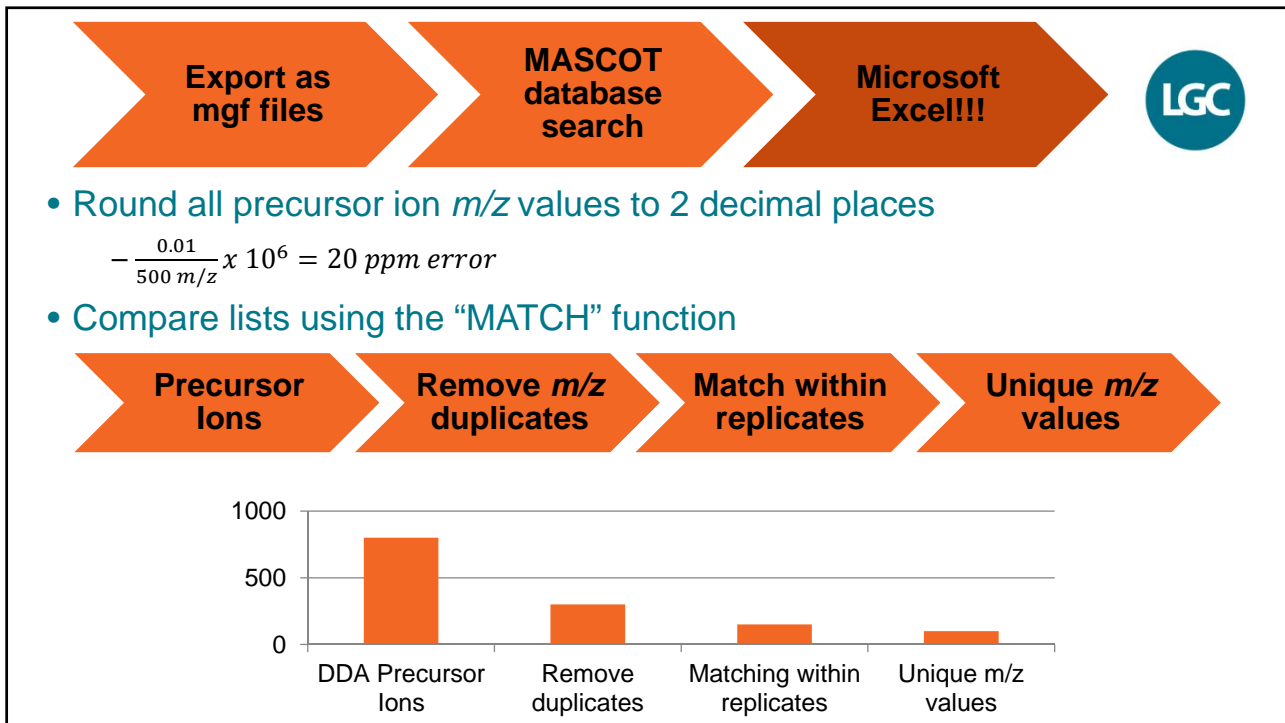 Export as
mgf files
MASCOT
database
search
Microsoft
Excel!!!
LGC
• Round all precursor ion m/z values to 2 decimal places
− 0.01/500 m/z x 10⁶ = 20 ppm error
• Compare lists using the “MATCH” function
Precursor
Ions
Remove m/z
duplicates
Match within
replicates
Unique m/z
values
1000
500
0
DDA Precursor
Ions
Remove
duplicates
Matching within
replicates
Unique m/z
values